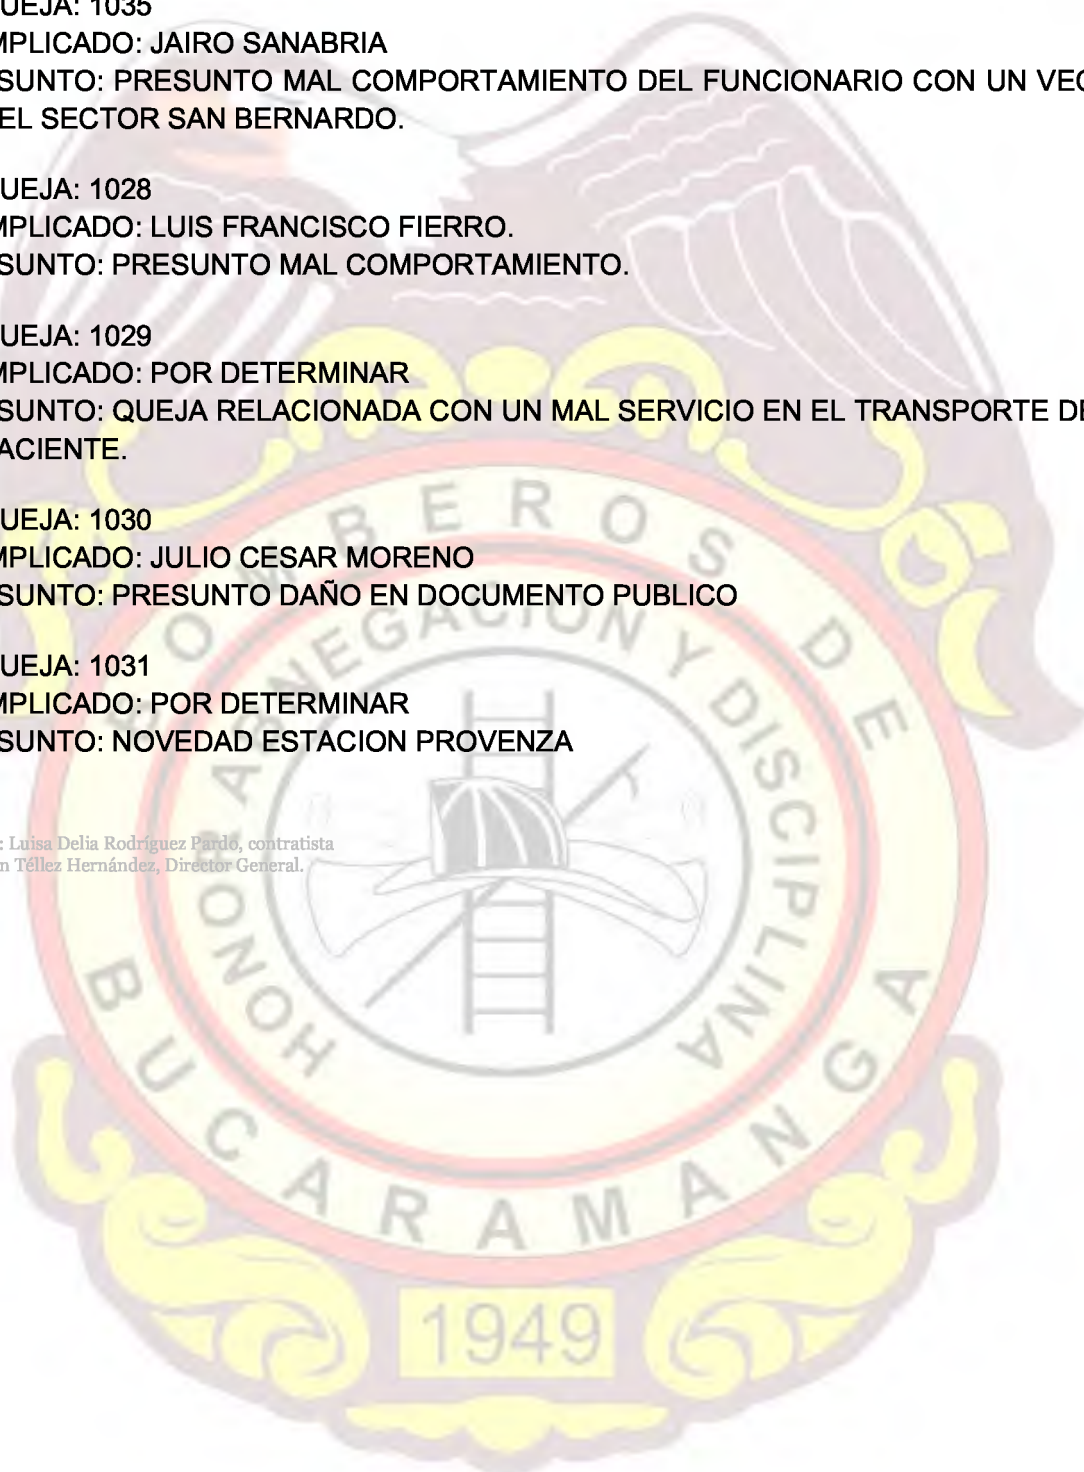 UEJA: 1035
MPLICADO: JAIRO SANABRIA
SUNTO: PRESUNTO MAL COMPORTAMIENTO DEL FUNCIONARIO CON UN VEC
EL SECTOR SAN BERNARDO.
UEJA: 1028
MPLICADO: LUIS FRANCISCO FIERRO.
SUNTO: PRESUNTO MAL COMPORTAMIENTO.
UEJA: 1029
MPLICADO: POR DETERMINAR
SUNTO: QUEJA RELACIONADA CON UN MAL SERVICIO EN EL TRANSPORTE DE
ACIENTE.
UEJA: 1030
MPLICADO: JULIO CESAR MORENO
SUNTO: PRESUNTO DAÑO EN DOCUMENTO PUBLICO
UEJA: 1031
MPLICADO: POR DETERMINAR
SUNTO: NOVEDAD ESTACION PROVENZA
: Luisa Delia Rodríguez Pardo, contratista
n Téllez Hernández, Director General.
OMBEROS DE
BUCARAMANGA
HONOR ABNEGACION Y DISCIPLINA
1949